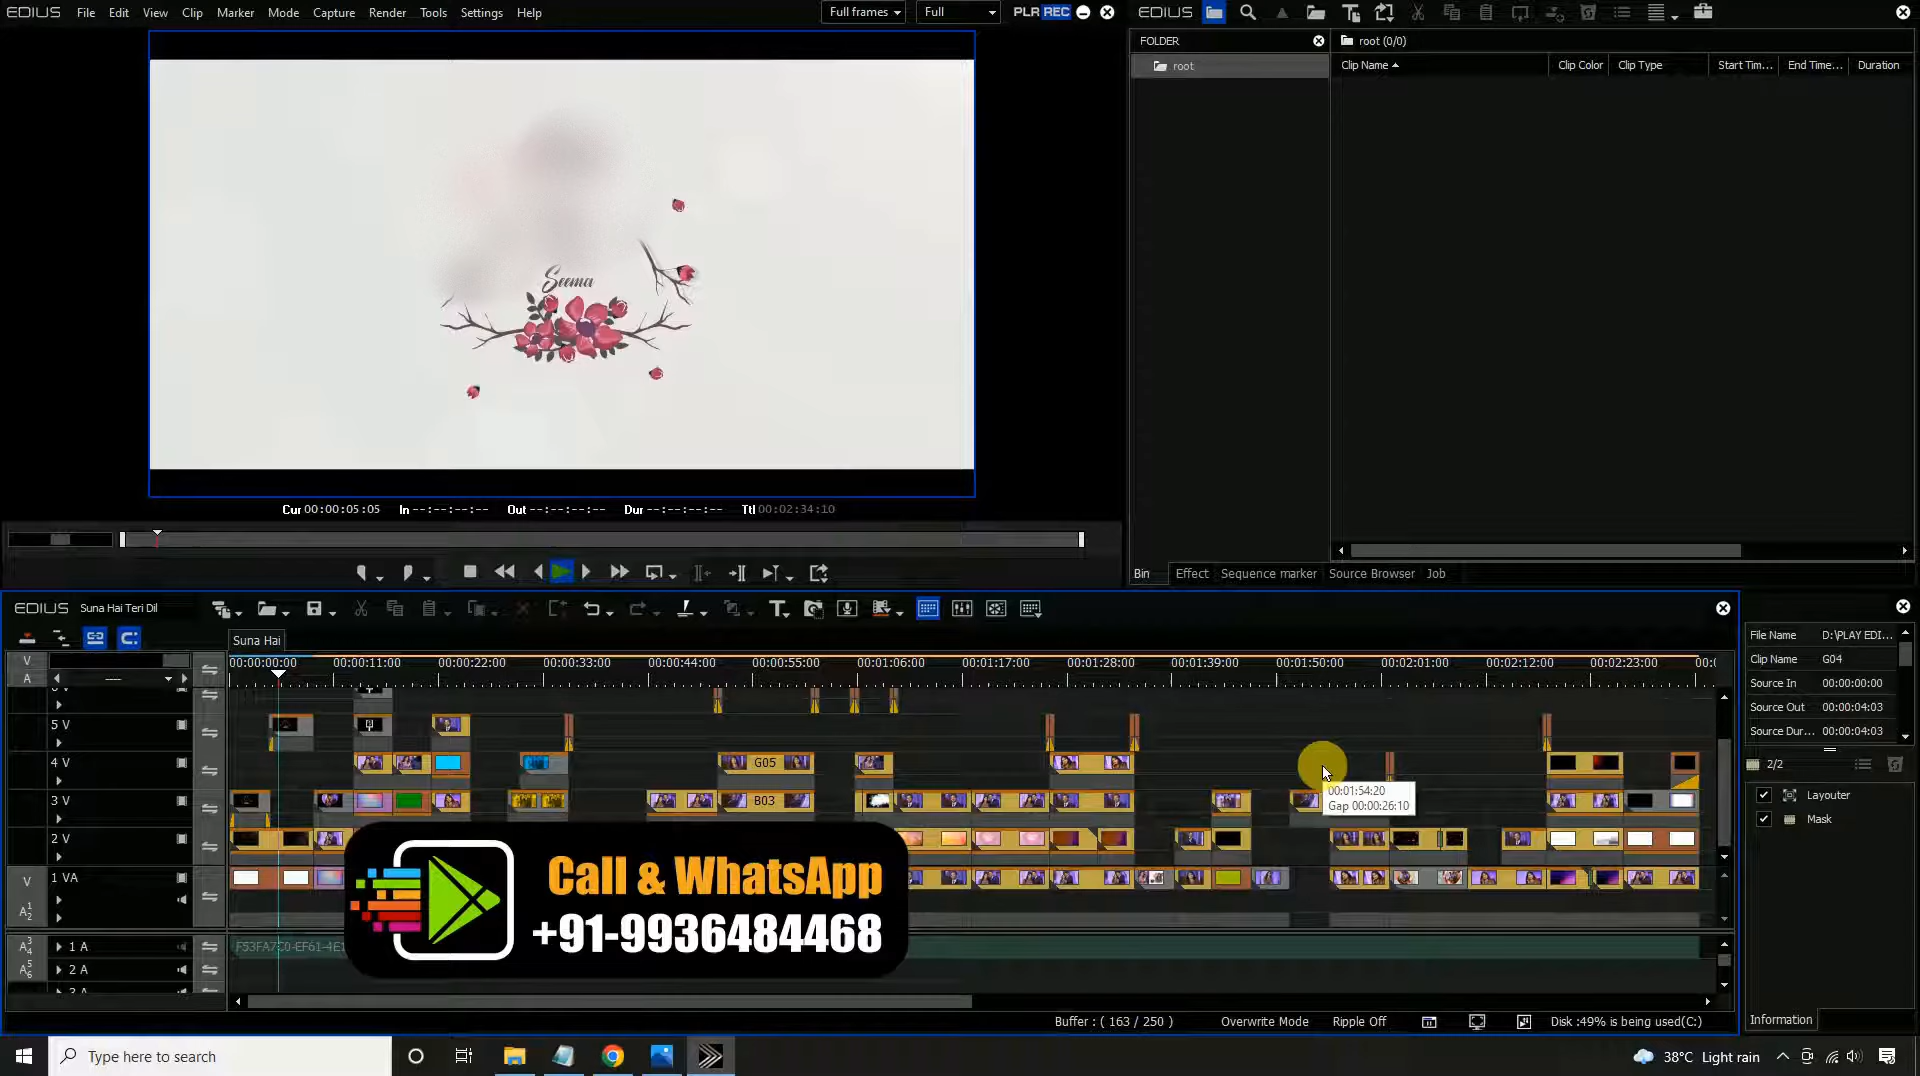 EDIUS File Edit View Clip Marker Mode Capture Render Tools Settings Help
Full frames Full PLR REC
EDIUS
FOLDER
root
root (0/0)
Clip Name Clip Color Clip Type Start Tim... End Time... Duration
Seema
Cur 00:00:05:05 In --:--:--:-- Out --:--:--:-- Dur --:--:--:-- Ttl 00:02:34:10
Bin Effect Sequence marker Source Browser Job
EDIUS Suna Hai Teri Dil
Suna Hai
00:00:00:00 00:00:11:00 00:00:22:00 00:00:33:00 00:00:44:00 00:00:55:00 00:01:06:00 00:01:17:00 00:01:28:00 00:01:39:00 00:01:50:00 00:02:01:00 00:02:12:00 00:02:23:00
V
A
5 V
4 V
G05
3 V
B03
00:01:54:20
Gap 00:00:26:10
2 V
V 1 VA
A 1 2
A 3 4 1 A
A 5 6 2 A
Call & WhatsApp
+91-9936484468
File Name D:\PLAY EDI...
Clip Name G04
Source In 00:00:00:00
Source Out 00:00:04:03
Source Dur... 00:00:04:03
2/2
Layouter
Mask
Information
Buffer : ( 163 / 250 ) Overwrite Mode Ripple Off Disk :49% is being used(C:)
Type here to search
38°C Light rain